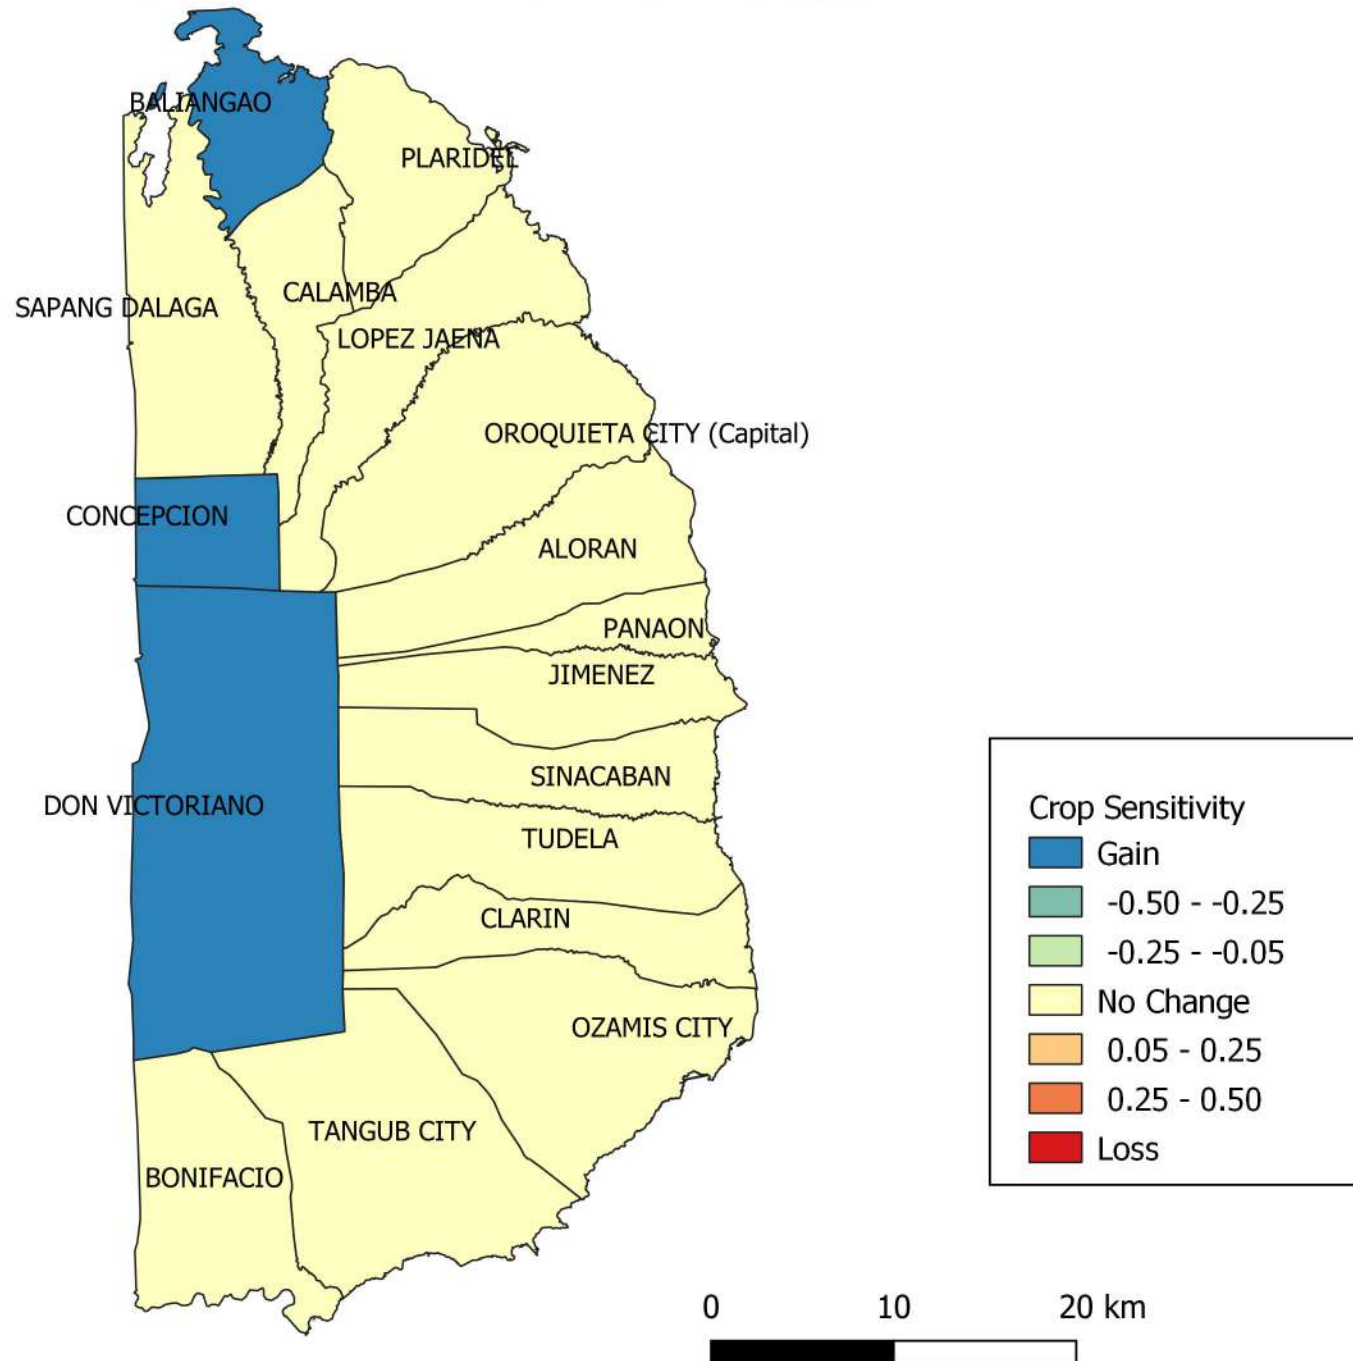 BALIANGAO
PLARIDEL
CALAMBA
SAPANG DALAGA
LOPEZ JAENA
OROQUIETA CITY (Capital)
CONCEPCION
ALORAN
PANAON
JIMENEZ
SINACABAN
DON VICTORIANO
TUDELA
CLARIN
OZAMIS CITY
TANGUB CITY
BONIFACIO
Crop Sensitivity
Gain
-0.50 - -0.25
-0.25 - -0.05
No Change
0.05 - 0.25
0.25 - 0.50
Loss
0 10 20 km